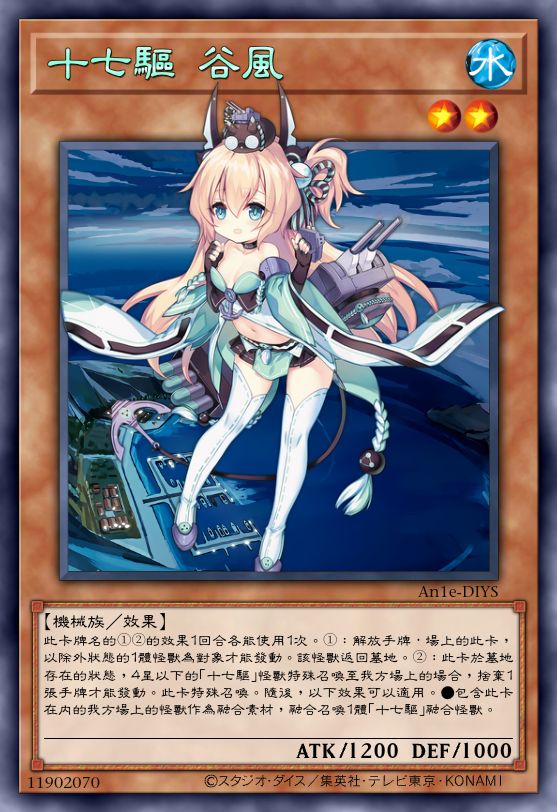 十七驅 谷風
水
An1e-DIYS
【機械族／效果】
此卡牌名的①②的效果1回合各能使用1次。①：解放手牌‧場上的此卡，
以除外狀態的1體怪獸為對象才能發動。該怪獸返回墓地。②：此卡於墓地
存在的狀態，4星以下的「十七驅」怪獸特殊召喚至我方場上的場合，捨棄1
張手牌才能發動。此卡特殊召喚。隨後，以下效果可以適用。●包含此卡
在內的我方場上的怪獸作為融合素材，融合召喚1體「十七驅」融合怪獸。
ATK/1200 DEF/1000
11902070 ©スタジオ・ダイス／集英社・テレビ東京・KONAMI